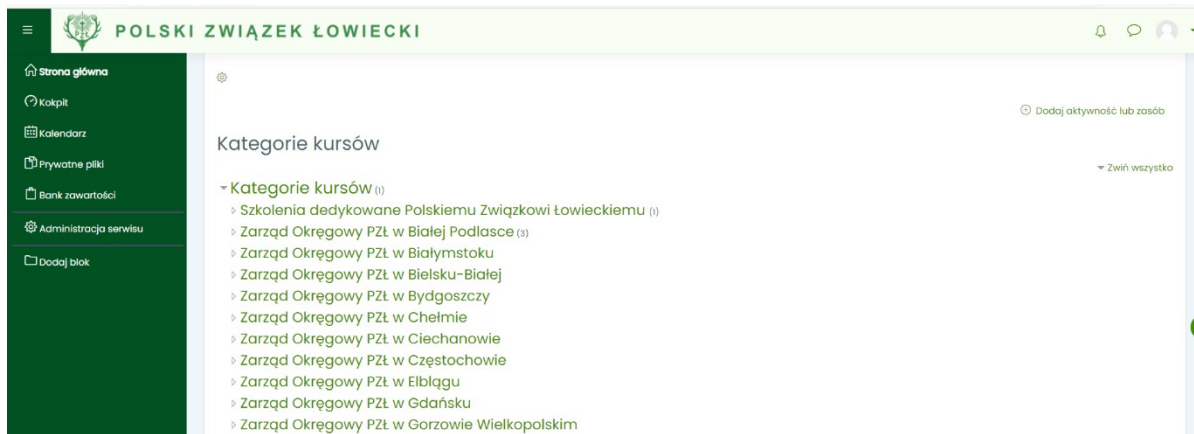 POLSKI ZWIĄZEK ŁOWIECKI
Strona główna
Kokpit
Kalendarz
Prywatne pliki
Bank zawartości
Administracja serwisu
Dodaj blok
Dodaj aktywność lub zasób
Kategorie kursów
Zwiń wszystko
Kategorie kursów (1)
Szkolenia dedykowane Polskiemu Związkowi Łowieckiemu (1)
Zarząd Okręgowy PZŁ w Białej Podlasce (3)
Zarząd Okręgowy PZŁ w Białymstoku
Zarząd Okręgowy PZŁ w Bielsku-Białej
Zarząd Okręgowy PZŁ w Bydgoszczy
Zarząd Okręgowy PZŁ w Chełmie
Zarząd Okręgowy PZŁ w Ciechanowie
Zarząd Okręgowy PZŁ w Częstochowie
Zarząd Okręgowy PZŁ w Elblągu
Zarząd Okręgowy PZŁ w Gdańsku
Zarząd Okręgowy PZŁ w Gorzowie Wielkopolskim